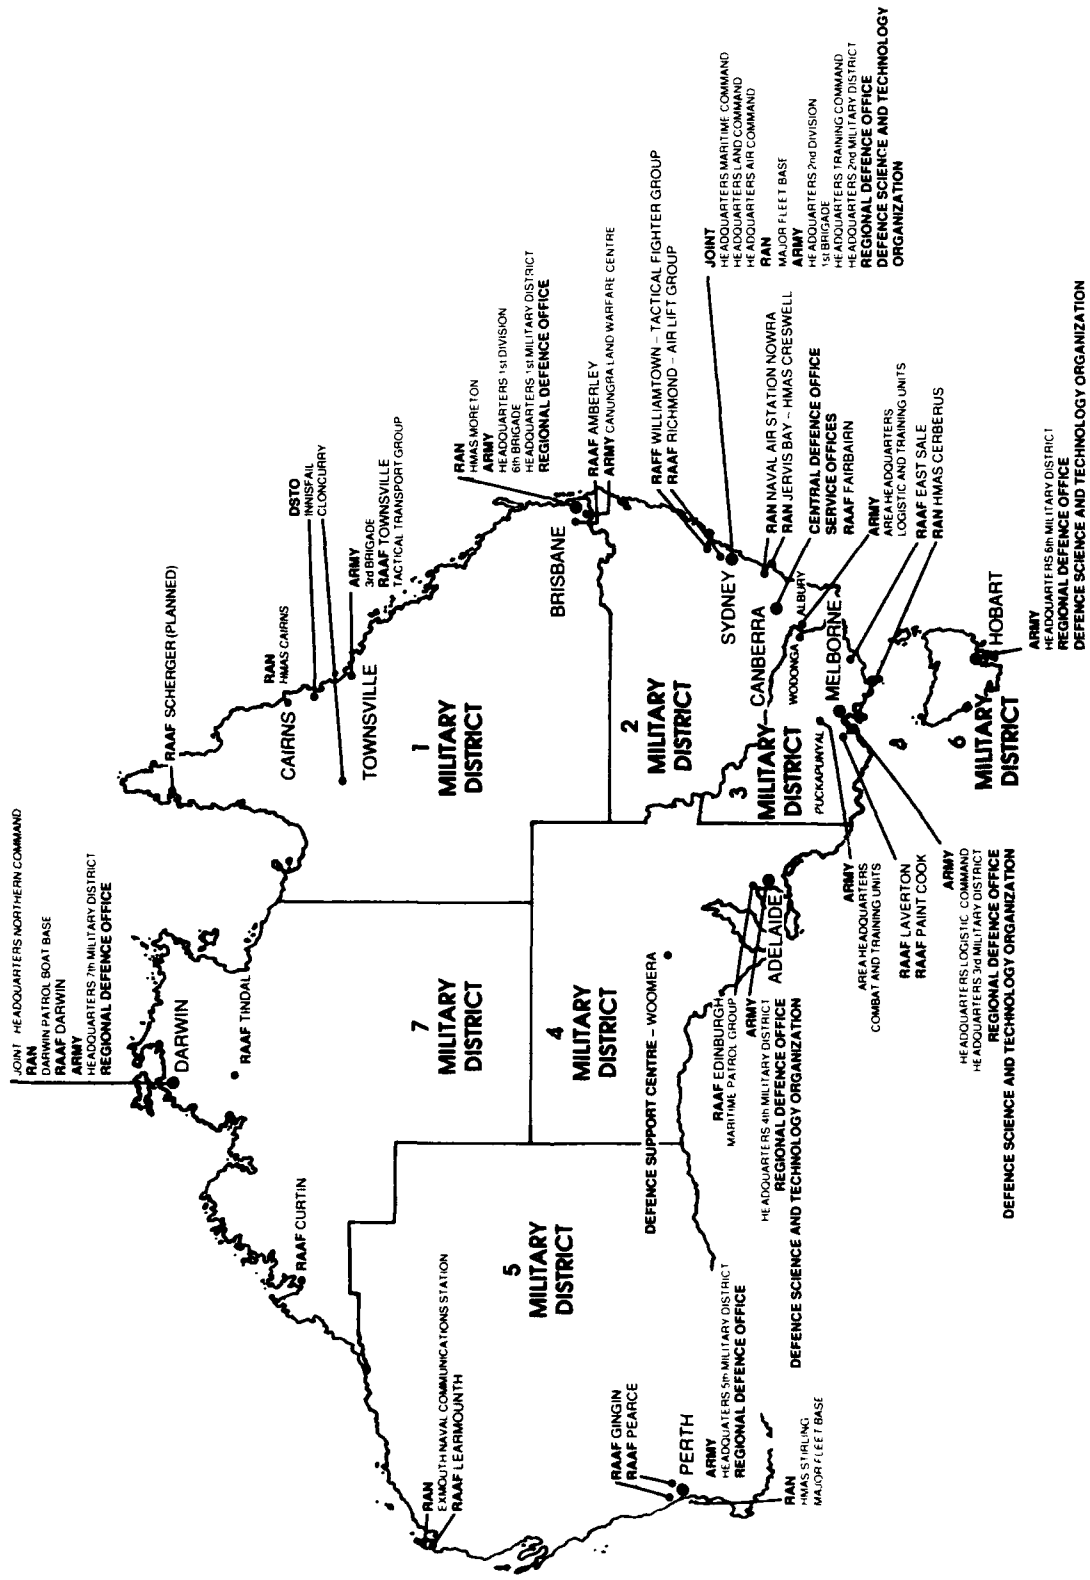 JOINT HEADQUARTERS NORTHERN COMMAND
RAN
DARWIN PATROL BOAT BASE
RAAF DARWIN
ARMY
HEADQUARTERS 7th MILITARY DISTRICT
REGIONAL DEFENCE OFFICE
DARWIN
RAAF TINDAL
RAAF CURTIN
RAAF SCHERGER (PLANNED)
RAN
HMAS CAIRNS
CAIRNS
DSTO
INNISFAIL
CLONCURRY
ARMY
3rd BRIGADE
RAAF TOWNSVILLE
TACTICAL TRANSPORT GROUP
TOWNSVILLE
1
MILITARY
DISTRICT
RAN
HMAS MORETON
ARMY
HEADQUARTERS 1st DIVISION
6th BRIGADE
HEADQUARTERS 1st MILITARY DISTRICT
REGIONAL DEFENCE OFFICE
BRISBANE
RAAF AMBERLEY
ARMY CANUNGRA LAND WARFARE CENTRE
RAFF WILLIAMTOWN – TACTICAL FIGHTER GROUP
RAAF RICHMOND – AIR LIFT GROUP
JOINT
HEADQUARTERS MARITIME COMMAND
HEADQUARTERS LAND COMMAND
HEADQUARTERS AIR COMMAND
RAN
MAJOR FLEET BASE
ARMY
HEADQUARTERS 2nd DIVISION
1st BRIGADE
HEADQUARTERS TRAINING COMMAND
HEADQUARTERS 2nd MILITARY DISTRICT
REGIONAL DEFENCE OFFICE
DEFENCE SCIENCE AND TECHNOLOGY
ORGANIZATION
2
MILITARY
DISTRICT
SYDNEY
RAN NAVAL AIR STATION NOWRA
RAN JERVIS BAY – HMAS CRESWELL
CANBERRA
CENTRAL DEFENCE OFFICE
SERVICE OFFICES
RAAF FAIRBAIRN
WODONGA
ALBURY
ARMY
AREA HEADQUARTERS
LOGISTIC AND TRAINING UNITS
RAAF EAST SALE
RAN HMAS CERBERUS
3
MILITARY
DISTRICT
PUCKAPUNYAL
MELBORNE
7
MILITARY
DISTRICT
4
MILITARY
DISTRICT
DEFENCE SUPPORT CENTRE – WOOMERA
ADELAIDE
RAAF EDINBURGH
MARITIME PATROL GROUP
ARMY
HEADQUARTERS 4th MILITARY DISTRICT
REGIONAL DEFENCE OFFICE
DEFENCE SCIENCE AND TECHNOLOGY ORGANIZATION
ARMY
AREA HEADQUARTERS
COMBAT AND TRAINING UNITS
RAAF LAVERTON
RAAF PAINT COOK
ARMY
HEADQUARTERS LOGISTIC COMMAND
HEADQUARTERS 3rd MILITARY DISTRICT
REGIONAL DEFENCE OFFICE
DEFENCE SCIENCE AND TECHNOLOGY ORGANIZATION
6
MILITARY
DISTRICT
HOBART
ARMY
HEADQUARTERS 6th MILITARY DISTRICT
REGIONAL DEFENCE OFFICE
DEFENCE SCIENCE AND TECHNOLOGY ORGANIZATION
5
MILITARY
DISTRICT
RAN
EXMOUTH NAVAL COMMUNICATIONS STATION
RAAF LEARMOUNTH
RAAF GINGIN
RAAF PEARCE
PERTH
ARMY
HEADQUATERS 5th MILITARY DISTRICT
REGIONAL DEFENCE OFFICE
RAN
HMAS STIRLING
MAJOR FLEET BASE